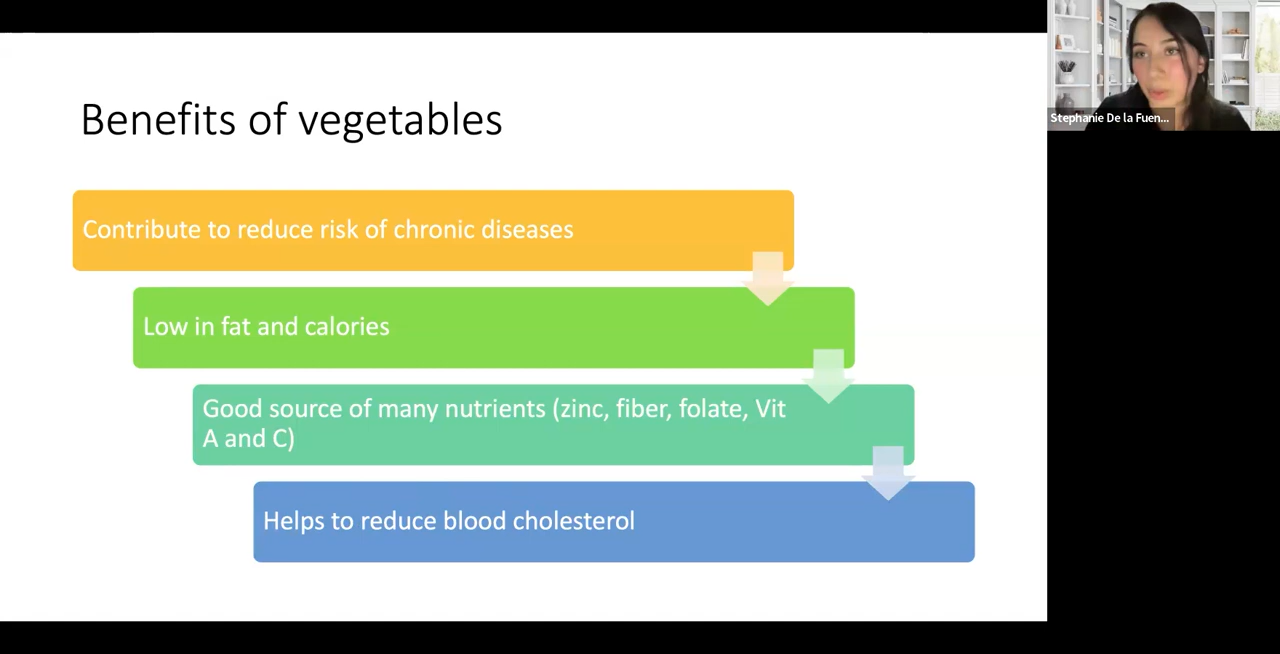 Benefits of vegetables
Contribute to reduce risk of chronic diseases
Low in fat and calories
Good source of many nutrients (zinc, fiber, folate, Vit
A and C)
Helps to reduce blood cholesterol
Stephanie De la Fuen...